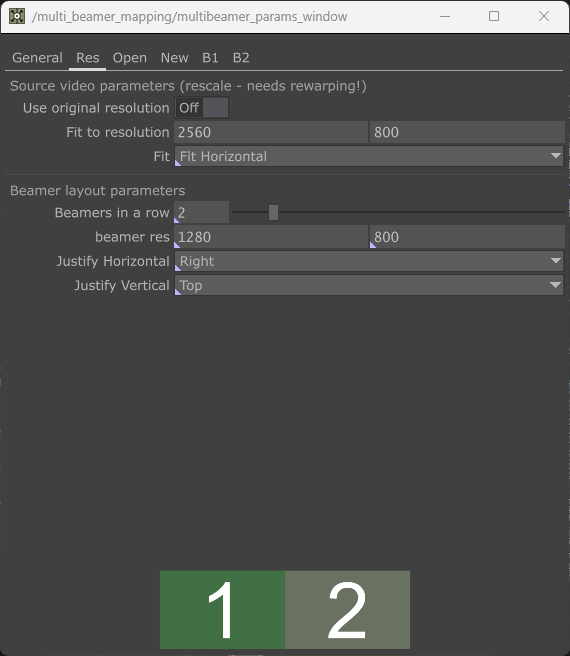 /multi_beamer_mapping/multibeamer_params_window
General Res Open New B1 B2
Source video parameters (rescale - needs rewarping!)
Use original resolution Off
Fit to resolution 2560 800
Fit Fit Horizontal
Beamer layout parameters
Beamers in a row 2
beamer res 1280 800
Justify Horizontal Right
Justify Vertical Top
1 2